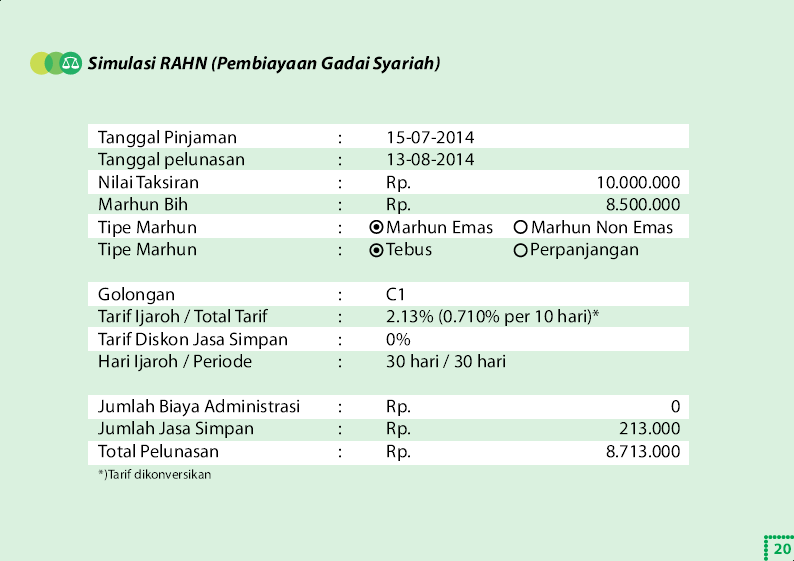 Simulasi RAHN (Pembiayaan Gadai Syariah)
Tanggal Pinjaman : 15-07-2014
Tanggal pelunasan : 13-08-2014
Nilai Taksiran : Rp. 10.000.000
Marhun Bih : Rp. 8.500.000
Tipe Marhun : Marhun Emas Marhun Non Emas
Tipe Marhun : Tebus Perpanjangan
Golongan : C1
Tarif Ijaroh / Total Tarif : 2.13% (0.710% per 10 hari)*
Tarif Diskon Jasa Simpan : 0%
Hari Ijaroh / Periode : 30 hari / 30 hari
Jumlah Biaya Administrasi : Rp. 0
Jumlah Jasa Simpan : Rp. 213.000
Total Pelunasan : Rp. 8.713.000
*)Tarif dikonversikan
20